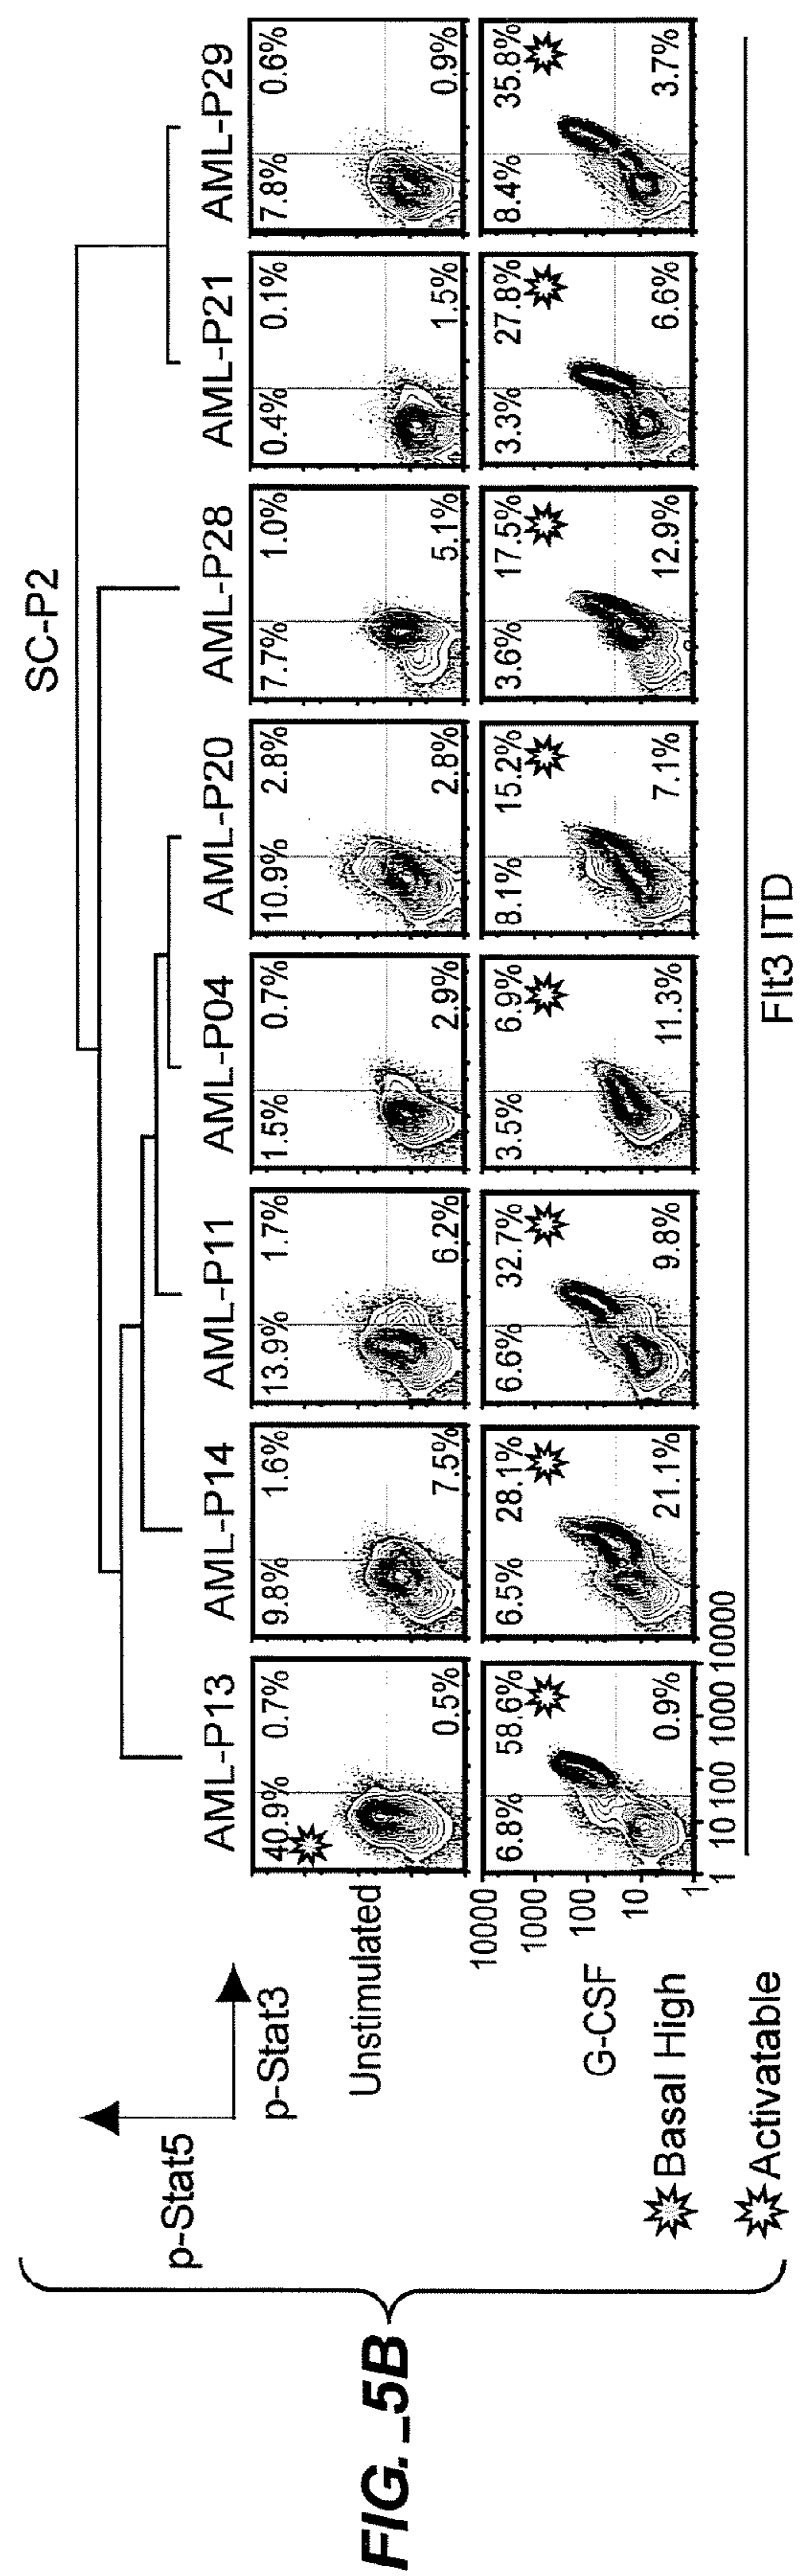 FIG._5B
SC-P2
AML-P13 AML-P14 AML-P11 AML-P04 AML-P20 AML-P28 AML-P21 AML-P29
p-Stat5
p-Stat3
Unstimulated
40.9% 0.7% 9.8% 1.6% 13.9% 1.7% 1.5% 0.7% 10.9% 2.8% 7.7% 1.0% 0.4% 0.1% 7.8% 0.6%
0.5% 7.5% 6.2% 2.9% 2.8% 5.1% 1.5% 0.9%
G-CSF
10000
1000
100
10
1
6.8% 58.6% 6.5% 28.1% 6.6% 32.7% 3.5% 6.9% 8.1% 15.2% 3.6% 17.5% 3.3% 27.8% 8.4% 35.8%
0.9% 21.1% 9.8% 11.3% 7.1% 12.9% 6.6% 3.7%
1 10 100 1000 10000
Basal High
Activatable
Flt3 ITD